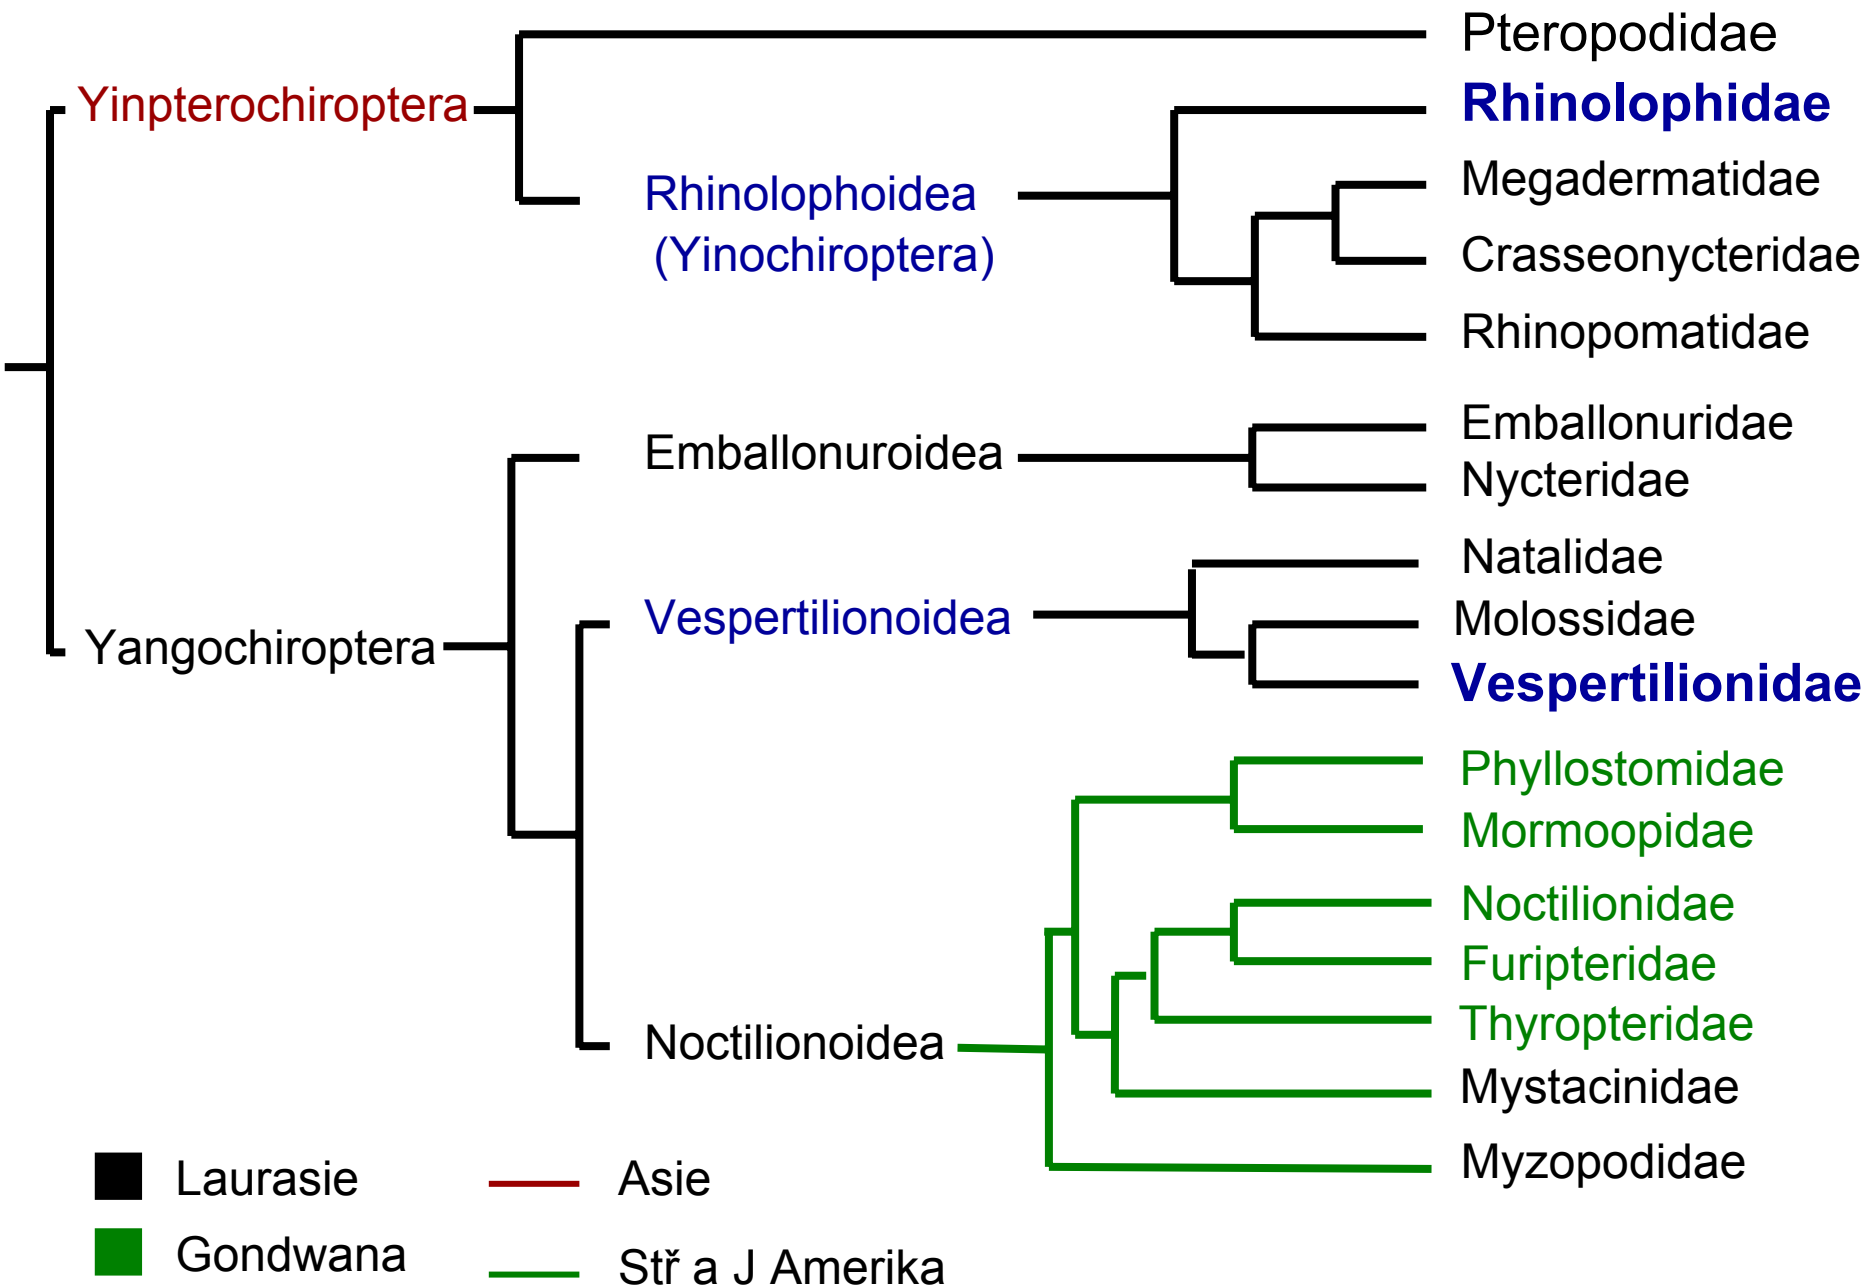 Pteropodidae
Yinpterochiroptera
Rhinolophidae
Rhinolophoidea
(Yinochiroptera)
Megadermatidae
Crasseonycteridae
Rhinopomatidae
Emballonuroidea
Emballonuridae
Nycteridae
Yangochiroptera
Vespertilionoidea
Natalidae
Molossidae
Vespertilionidae
Noctilionoidea
Phyllostomidae
Mormoopidae
Noctilionidae
Furipteridae
Thyropteridae
Mystacinidae
Myzopodidae
Laurasie
Asie
Gondwana
Stř a J Amerika